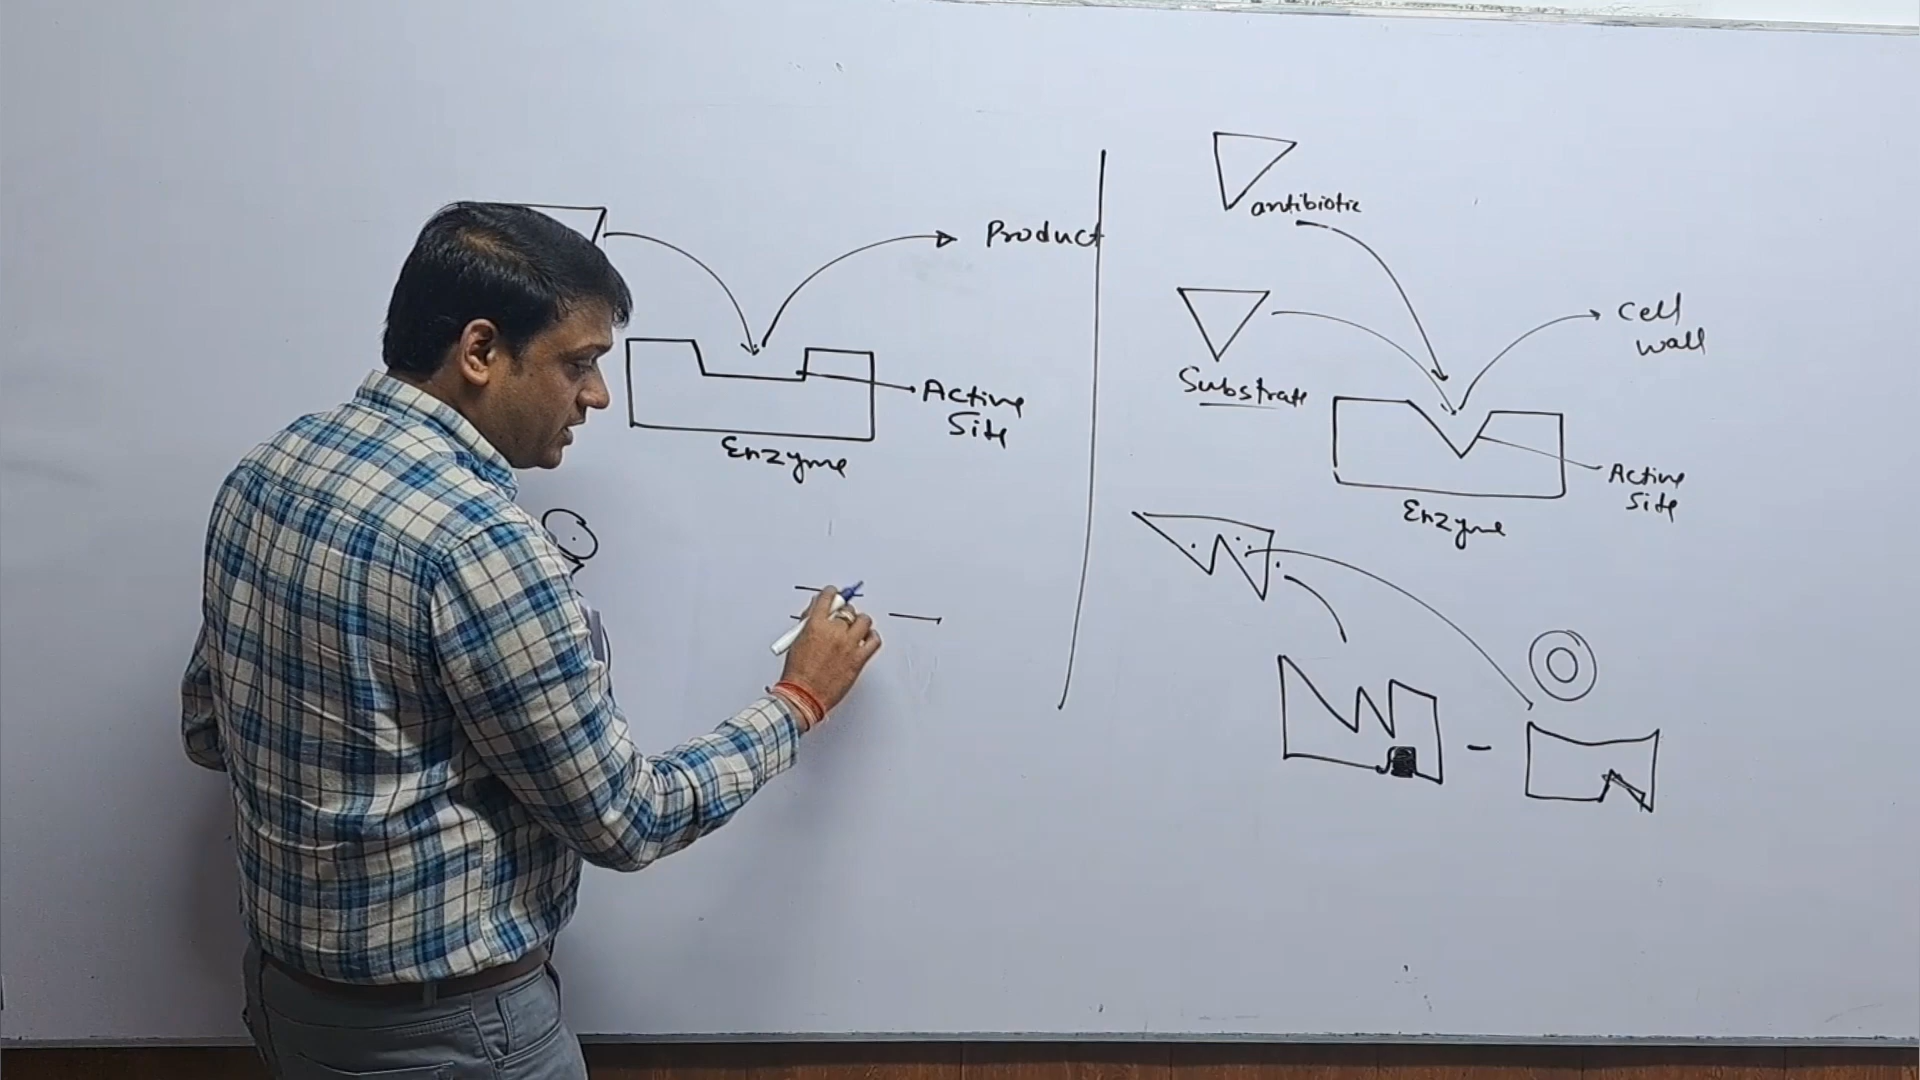 Product
Active
Site
Enzyme
antibiotic
Substrate
Cell
wall
Active
Site
Enzyme